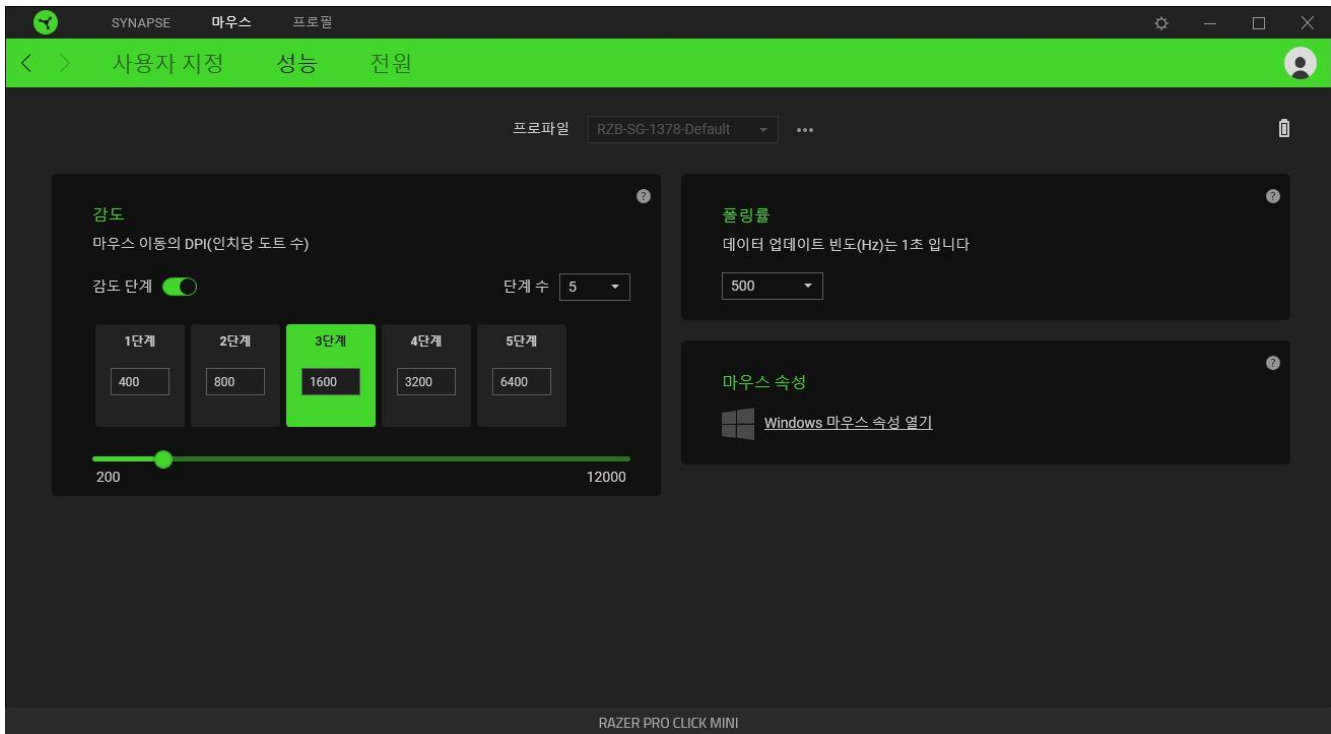 SYNAPSE 마우스 프로필
사용자 지정 성능 전원
프로파일 RZB-SG-1378-Default
감도
마우스 이동의 DPI(인치당 도트 수)
감도 단계 단계 수 5
1단계 2단계 3단계 4단계 5단계
400 800 1600 3200 6400
200 12000
폴링률
데이터 업데이트 빈도(Hz)는 1초 입니다
500
마우스 속성
Windows 마우스 속성 열기
RAZER PRO CLICK MINI